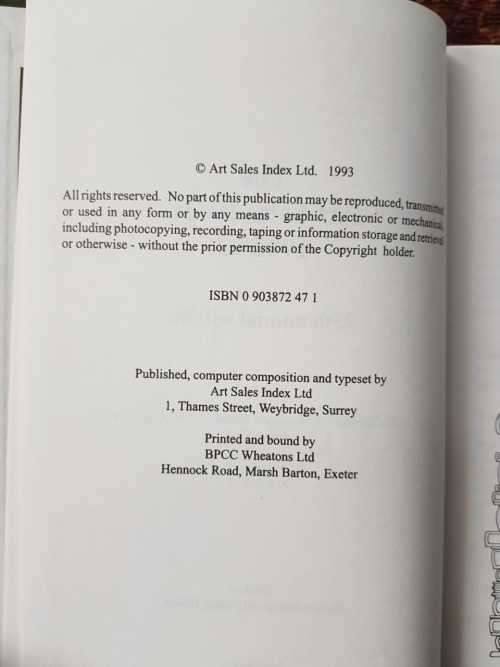 © Art Sales Index Ltd. 1993
All rights reserved. No part of this publication may be reproduced, transmitted
or used in any form or by any means - graphic, electronic or mechanical,
including photocopying, recording, taping or information storage and retrieval
or otherwise - without the prior permission of the Copyright holder.
ISBN 0 903872 47 1
Published, computer composition and typeset by
Art Sales Index Ltd
1, Thames Street, Weybridge, Surrey
Printed and bound by
BPCC Wheatons Ltd
Hennock Road, Marsh Barton, Exeter